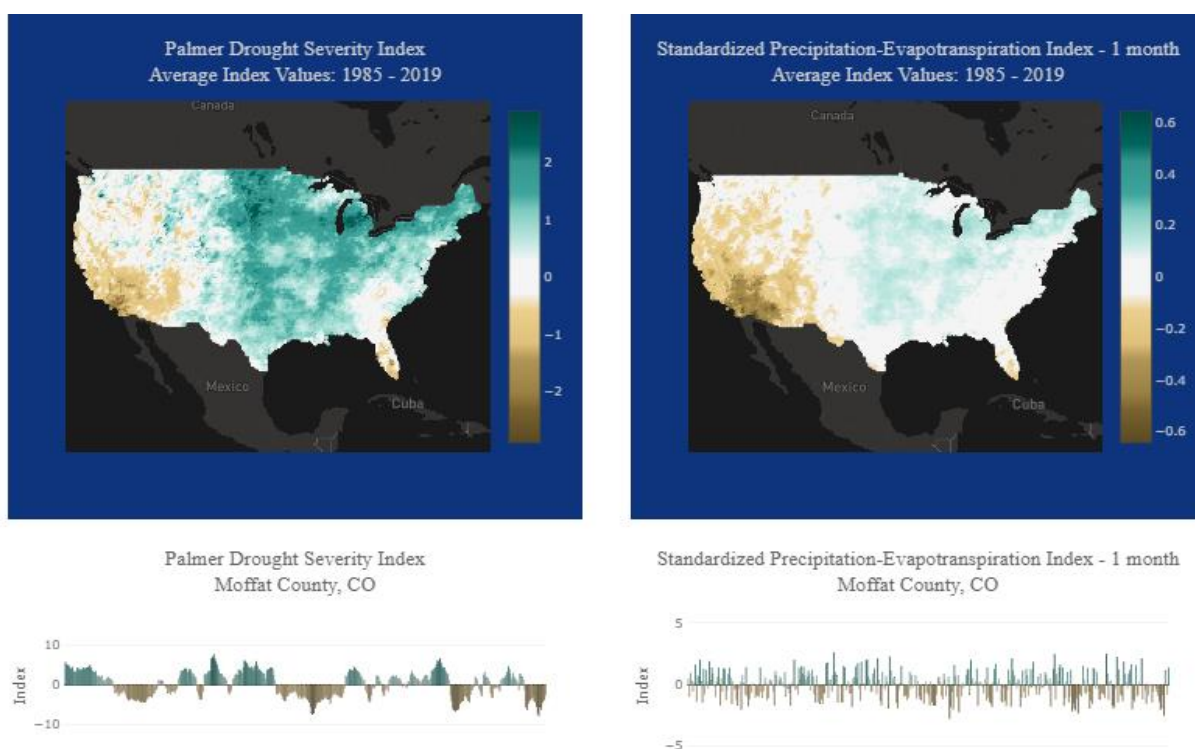 Palmer Drought Severity Index
Average Index Values: 1985 - 2019
Canada
Mexico
Cuba
2
1
0
−1
−2
Standardized Precipitation-Evapotranspiration Index - 1 month
Average Index Values: 1985 - 2019
Canada
Mexico
Cuba
0.6
0.4
0.2
0
−0.2
−0.4
−0.6
Palmer Drought Severity Index
Moffat County, CO
Index
10
0
−10
Standardized Precipitation-Evapotranspiration Index - 1 month
Moffat County, CO
Index
5
0
−5